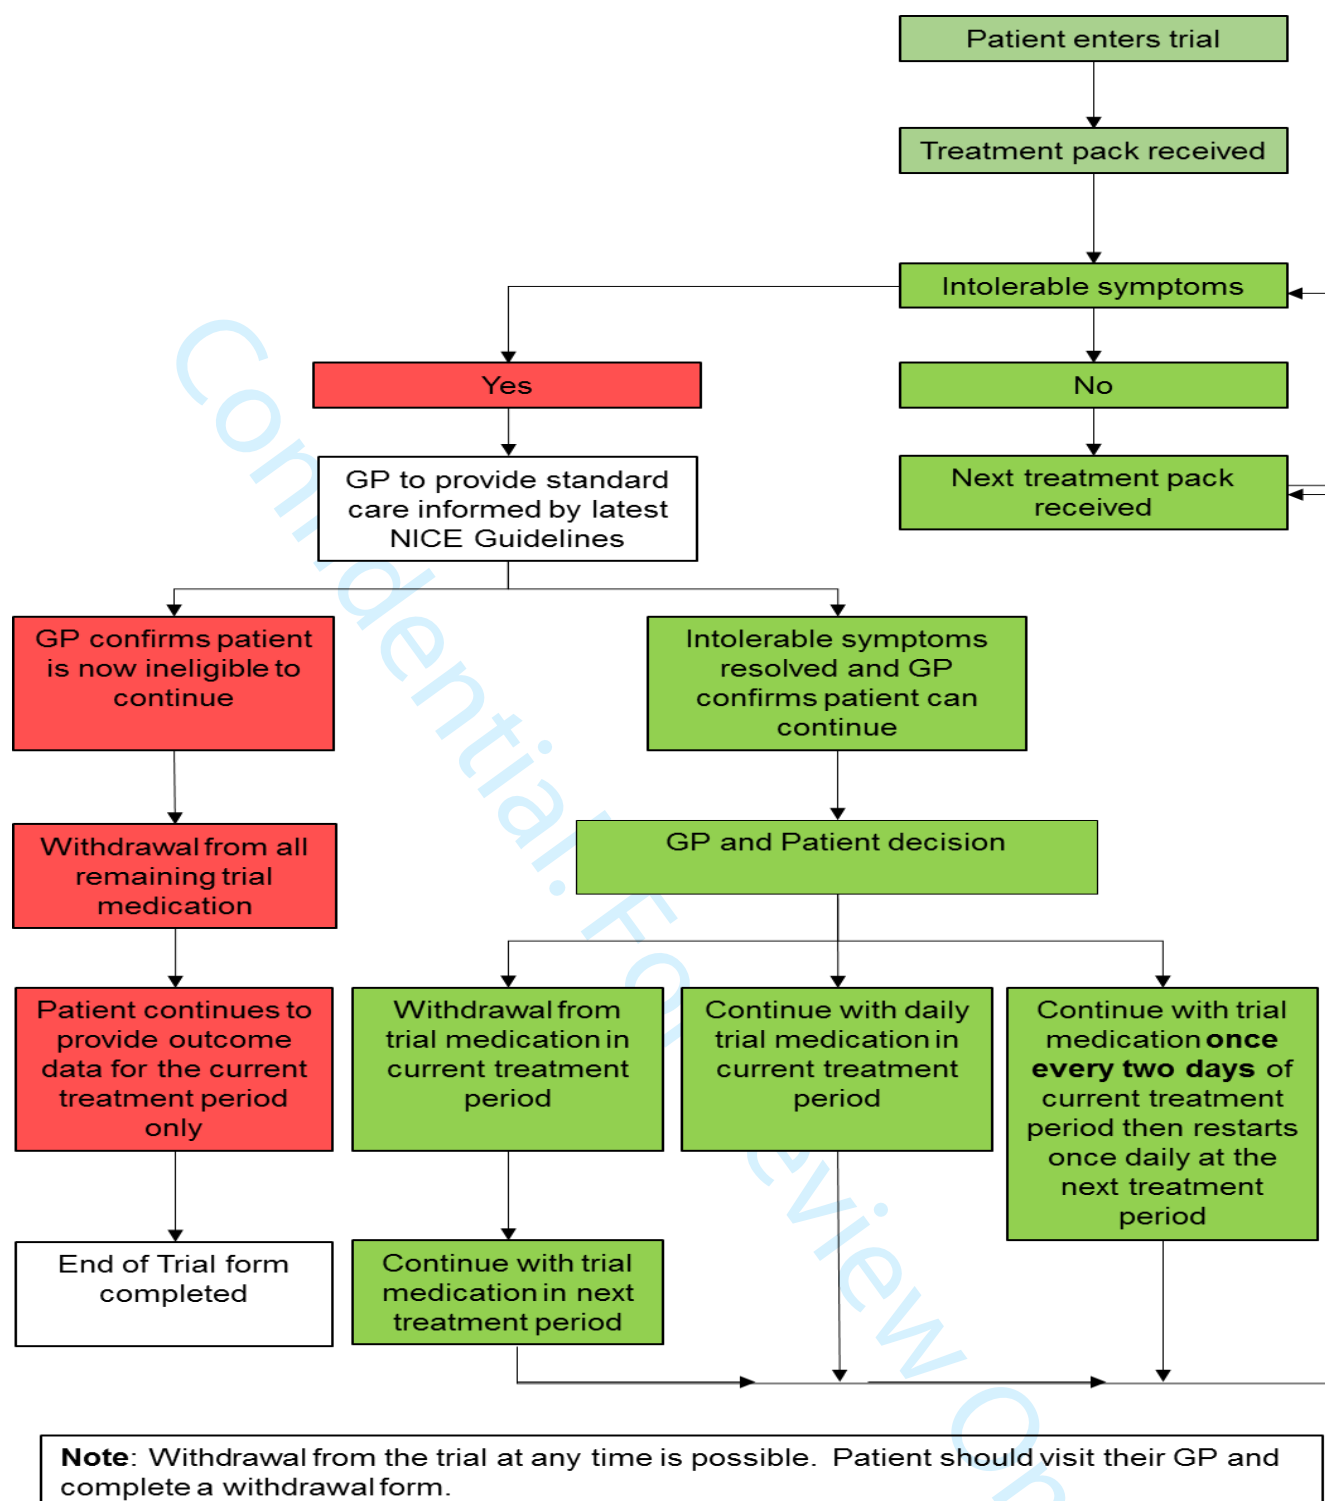 Patient enters trial
Treatment pack received
Intolerable symptoms
Yes
No
GP to provide standard
care informed by latest
NICE Guidelines
Next treatment pack
received
GP confirms patient
is now ineligible to
continue
Intolerable symptoms
resolved and GP
confirms patient can
continue
Withdrawal from all
remaining trial
medication
GP and Patient decision
Patient continues to
provide outcome
data for the current
treatment period
only
Withdrawal from
trial medication in
current treatment
period
Continue with daily
trial medication in
current treatment
period
Continue with trial
medication once
every two days of
current treatment
period then restarts
once daily at the
next treatment
period
End of Trial form
completed
Continue with trial
medication in next
treatment period
Note: Withdrawal from the trial at any time is possible. Patient should visit their GP and
complete a withdrawal form.
Confidential: For Review On